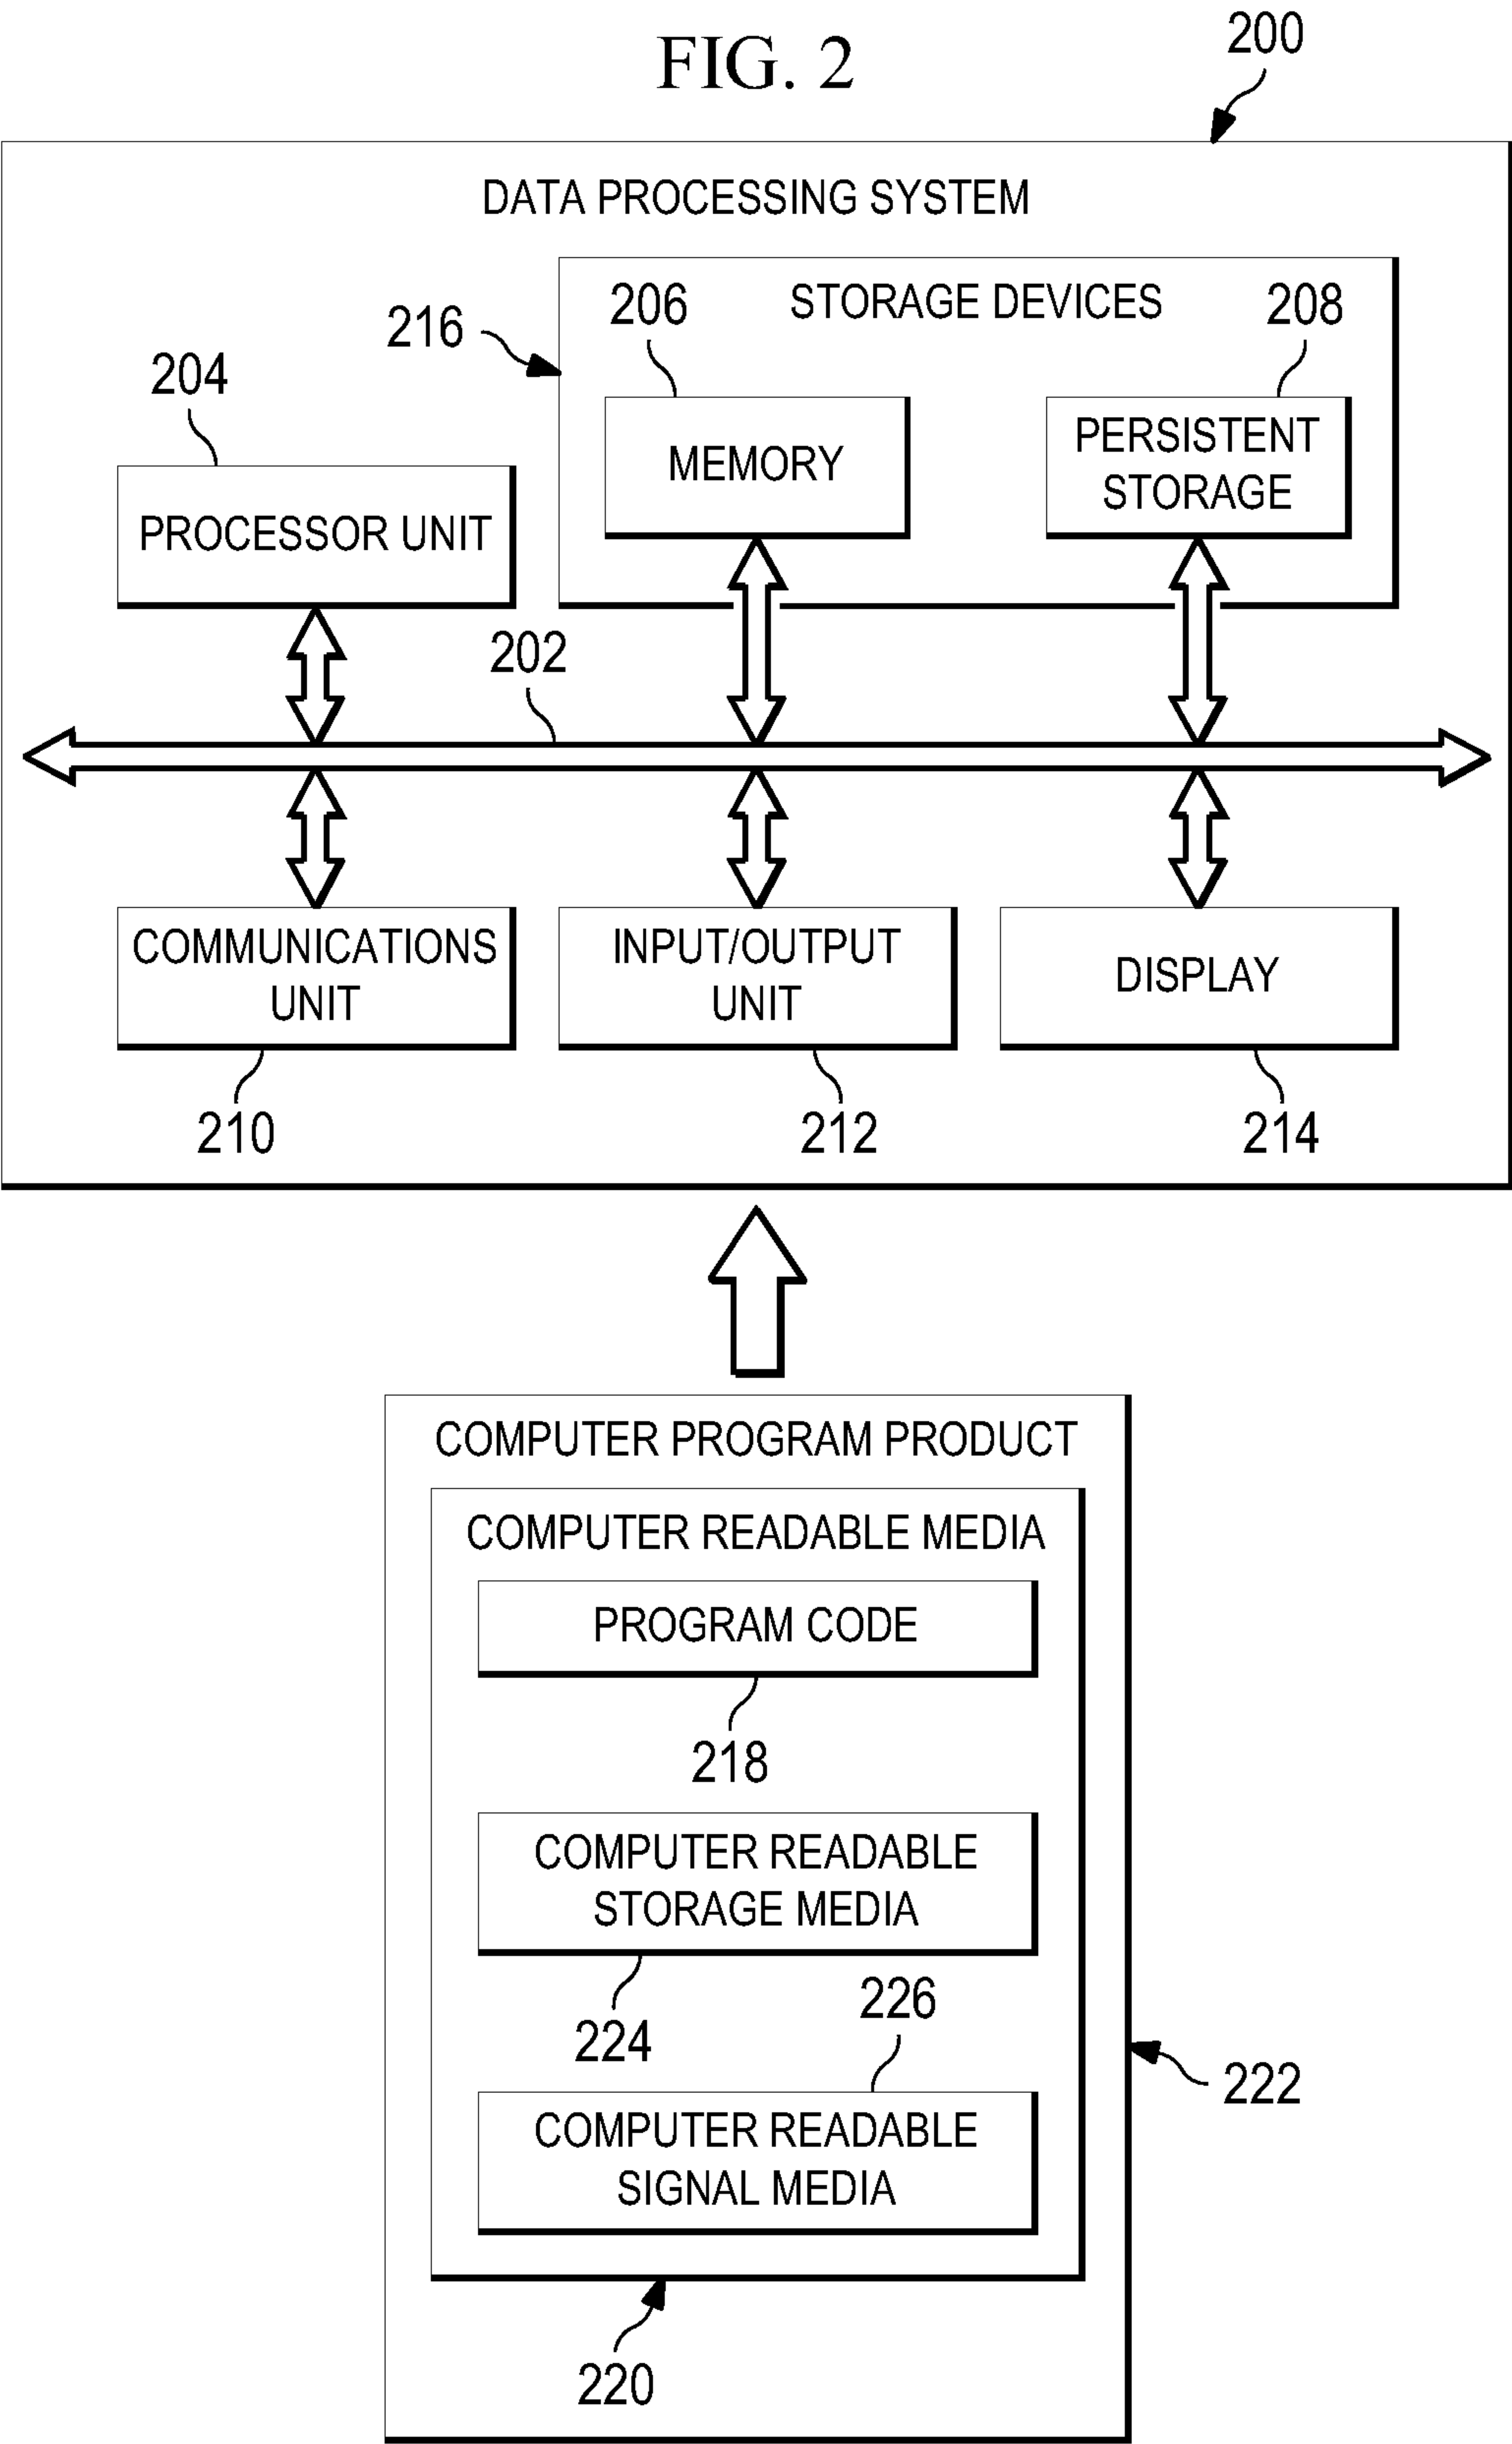 FIG. 2
200
DATA PROCESSING SYSTEM
216
206
STORAGE DEVICES
208
204
MEMORY
PERSISTENT
STORAGE
PROCESSOR UNIT
202
COMMUNICATIONS
UNIT
INPUT/OUTPUT
UNIT
DISPLAY
210
212
214
COMPUTER PROGRAM PRODUCT
COMPUTER READABLE MEDIA
PROGRAM CODE
218
COMPUTER READABLE
STORAGE MEDIA
224
226
222
COMPUTER READABLE
SIGNAL MEDIA
220